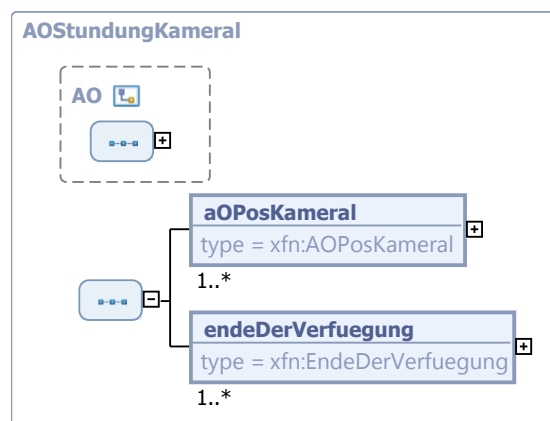 AOStundungKameral
AO
aOPosKameral
type = xfn:AOPosKameral
1..*
endeDerVerfuegung
type = xfn:EndeDerVerfuegung
1..*